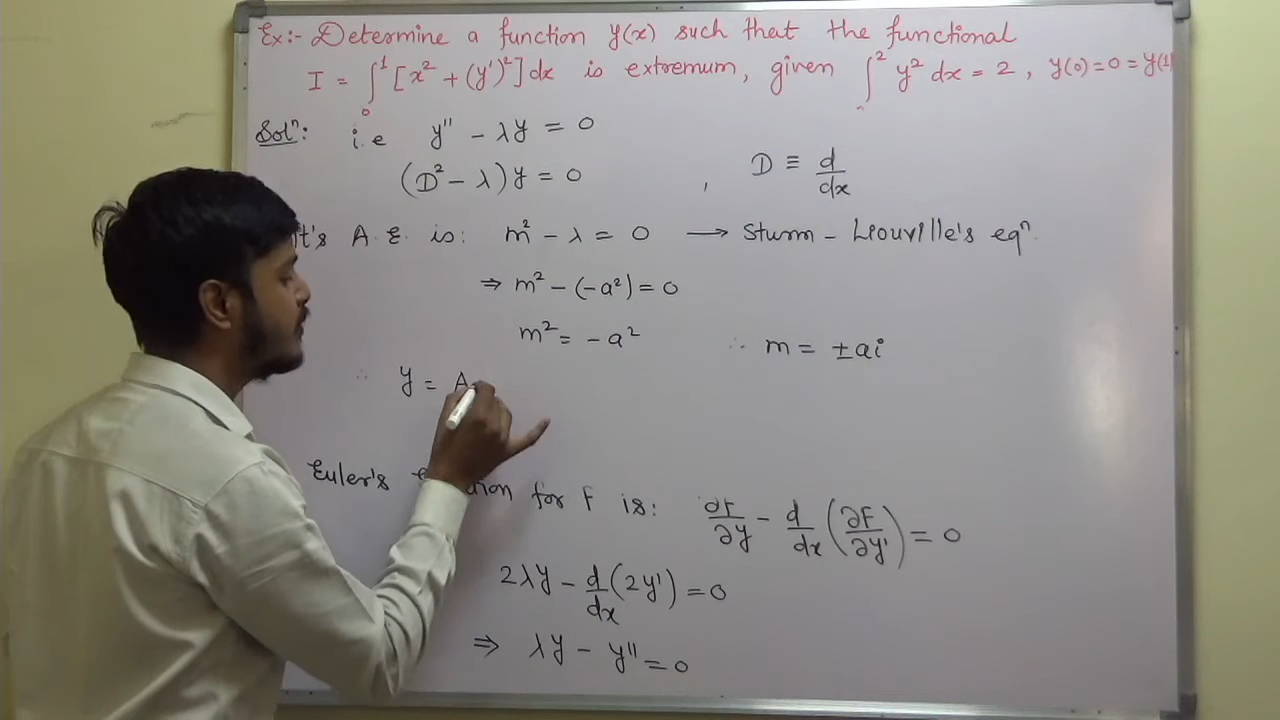 Ex:- Determine a function y(x) such that the functional
I = ∫₀¹ [x² + (y')²] dx is extremum, given ∫² y² dx = 2, y(0)=0=y(1)
Solⁿ: i.e y'' - λy = 0
(D² - λ)y = 0 , D ≡ d/dx
It's A.E. is: m² - λ = 0 → Sturm - Liouville's eqⁿ.
⇒ m² - (-a²) = 0
m² = -a² ∴ m = ±ai
∴ y = A
Euler's for F is: ∂F/∂y - d/dx (∂F/∂y') = 0
2λy - d/dx (2y') = 0
⇒ λy - y'' = 0